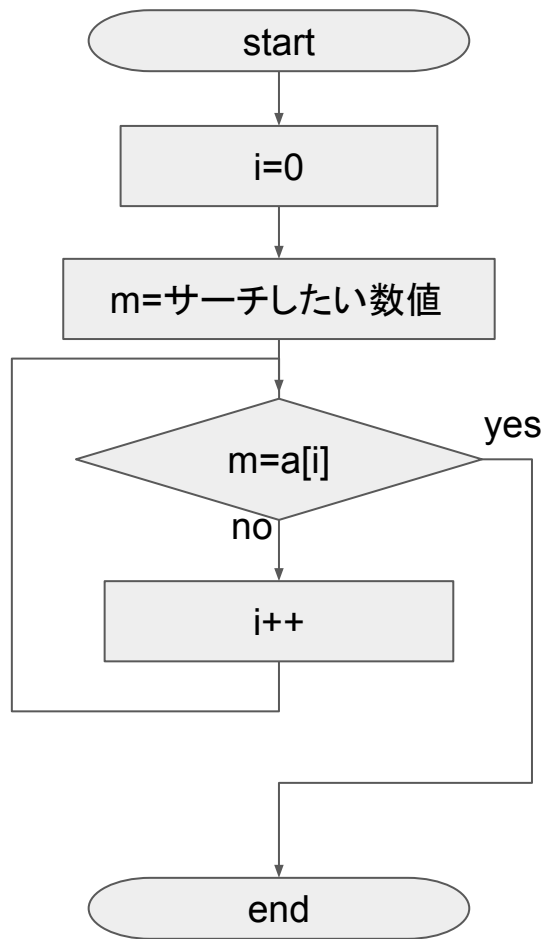 start
i=0
m=サーチしたい数値
m=a[i]
yes
no
i++
end